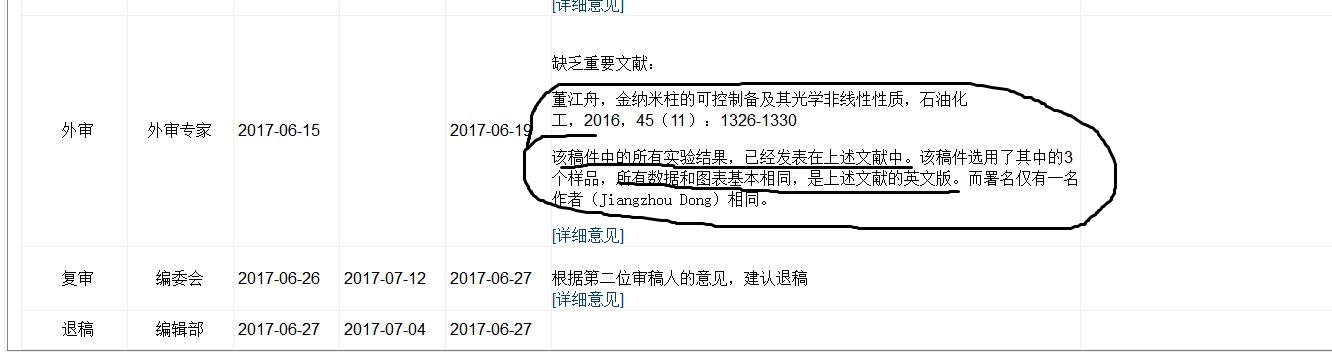 [详细意见]
缺乏重要文献：
董江舟，金纳米柱的可控制备及其光学非线性性质，石油化
工，2016，45（11）：1326-1330
外审 外审专家 2017-06-15 2017-06-19
该稿件中的所有实验结果，已经发表在上述文献中。该稿件选用了其中的3
个样品，所有数据和图表基本相同，是上述文献的英文版。而署名仅有一名
作者（Jiangzhou Dong）相同。
[详细意见]
复审 编委会 2017-06-26 2017-07-12 2017-06-27 根据第二位审稿人的意见，建认退稿
[详细意见]
退稿 编辑部 2017-06-27 2017-07-04 2017-06-27